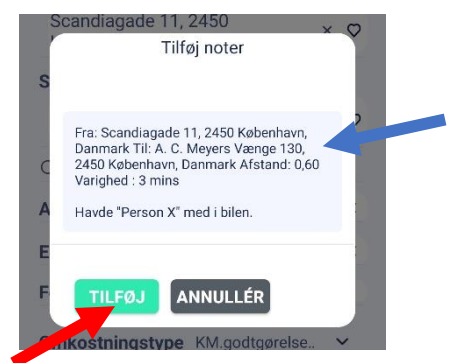 Scandiagade 11, 2450
Tilføj noter
S
Fra: Scandiagade 11, 2450 København,
Danmark Til: A. C. Meyers Vænge 130,
2450 København, Danmark Afstand: 0,60
Varighed : 3 mins
Havde "Person X" med i bilen.
A
E
F
TILFØJ ANNULLÉR
mkostningstype KM.godtgørelse..